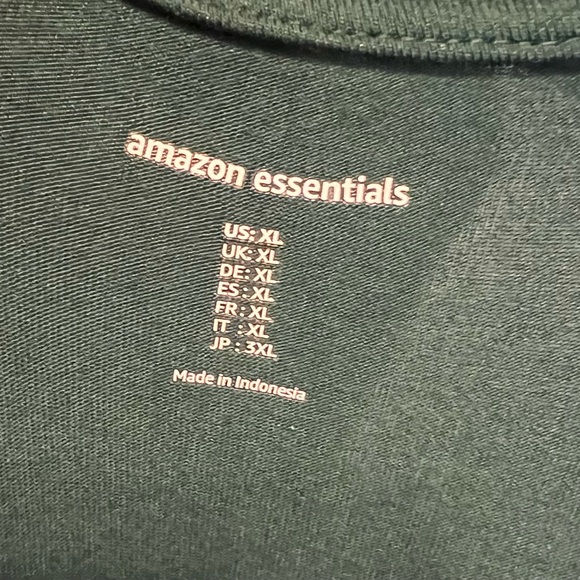 amazon essentials
US: XL
UK: XL
DE: XL
ES : XL
FR : XL
IT : XL
JP : 3XL
Made in Indonesia